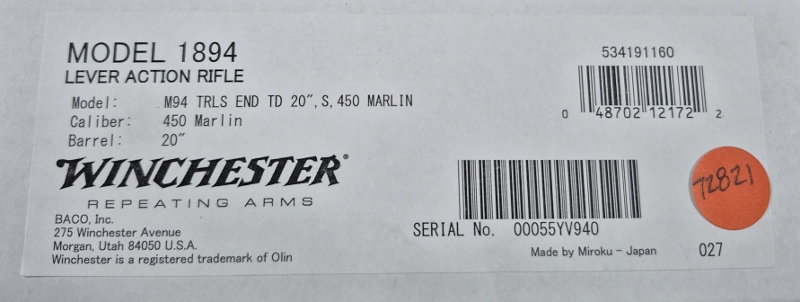 MODEL 1894
LEVER ACTION RIFLE
Model: M94 TRLS END TD 20",S,450 MARLIN
Caliber: 450 Marlin
Barrel: 20"
WINCHESTER®
REPEATING ARMS
BACO, Inc.
275 Winchester Avenue
Morgan, Utah 84050 U.S.A.
Winchester is a registered trademark of Olin
534191160
0 48702 12172 2
72821
SERIAL No. 00055YV940
Made by Miroku - Japan 027